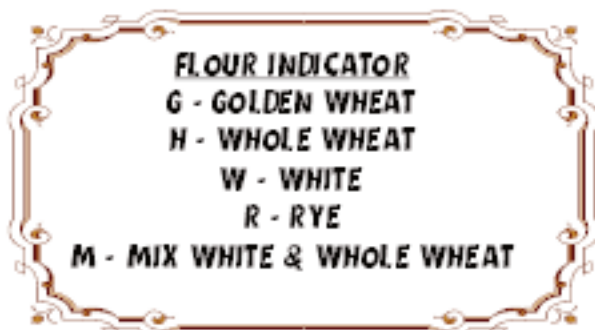 FLOUR INDICATOR
G - GOLDEN WHEAT
H - WHOLE WHEAT
W - WHITE
R - RYE
M - MIX WHITE & WHOLE WHEAT